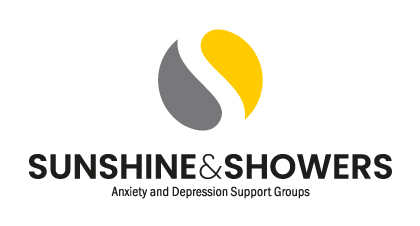 SUNSHINE&SHOWERS
Anxiety and Depression Support Groups